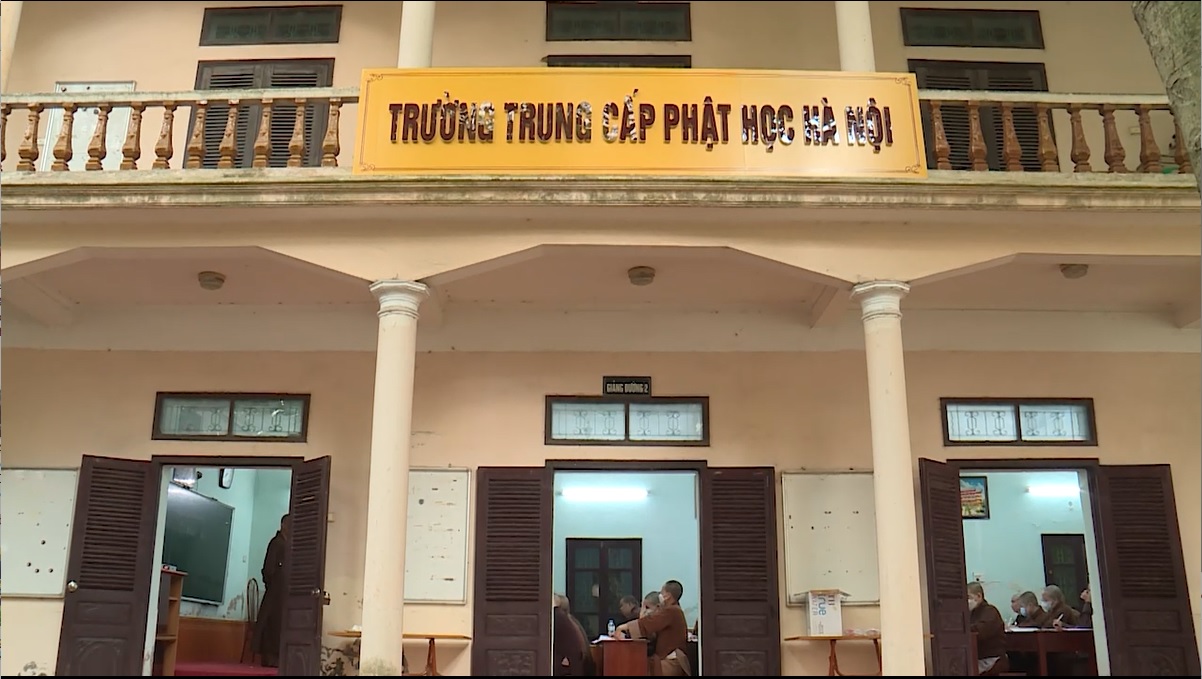 TRƯỜNG TRUNG CẤP PHẬT HỌC HÀ NỘI
GIẢNG ĐƯỜNG 2